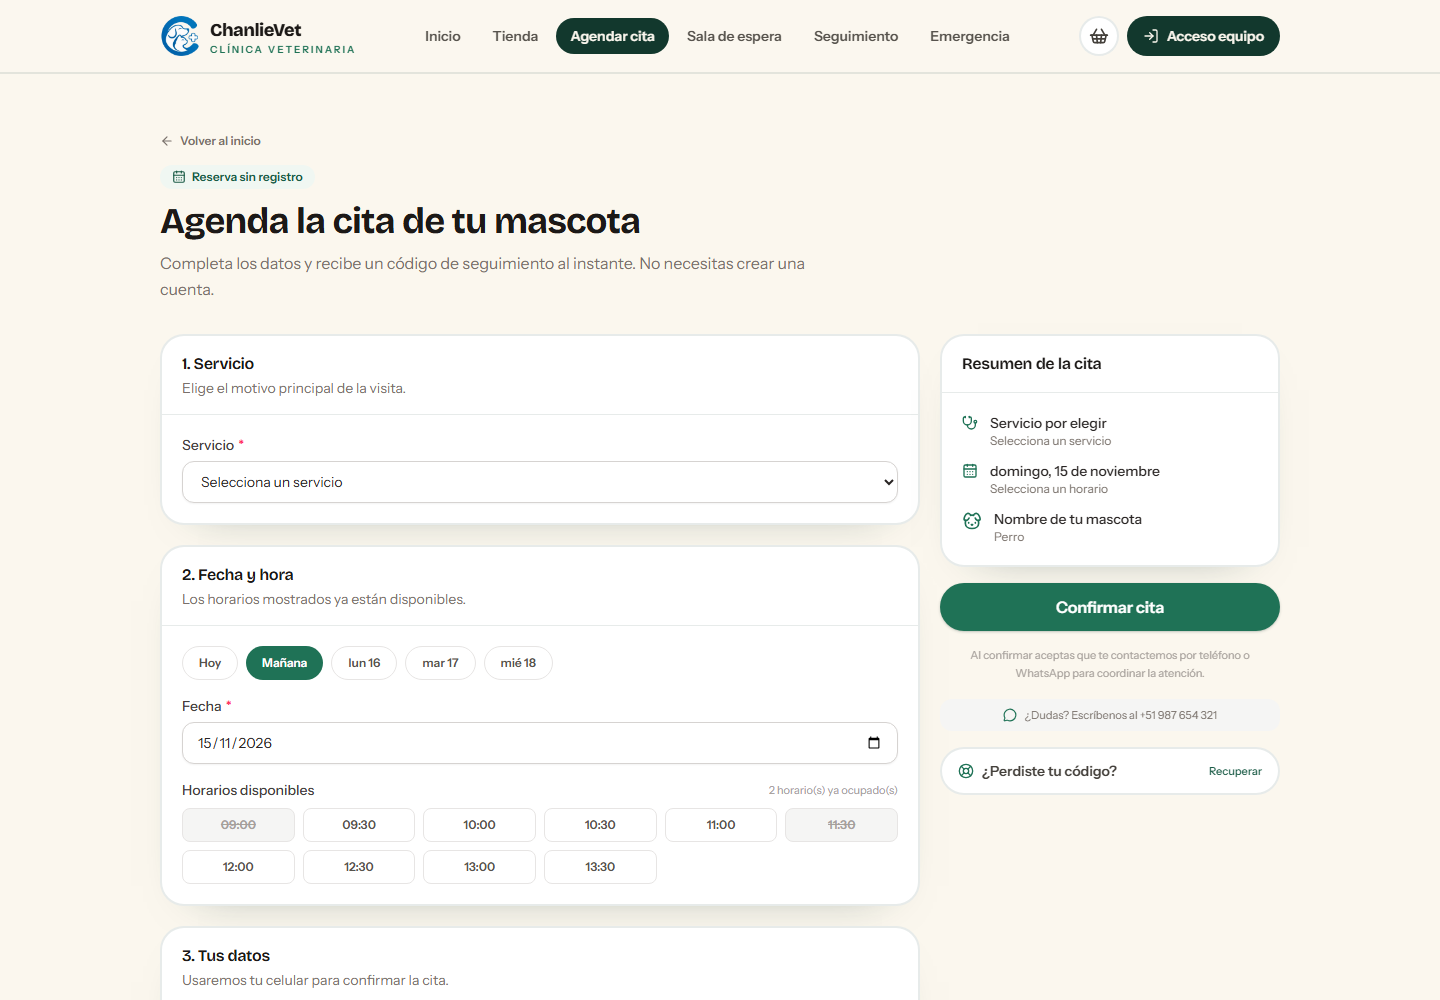 ChanlieVet
CLÍNICA VETERINARIA
Inicio
Tienda
Agendar cita
Sala de espera
Seguimiento
Emergencia
Acceso equipo
Volver al inicio
Reserva sin registro
Agenda la cita de tu mascota
Completa los datos y recibe un código de seguimiento al instante. No necesitas crear una
cuenta.
1. Servicio
Elige el motivo principal de la visita.
Servicio *
Selecciona un servicio
2. Fecha y hora
Los horarios mostrados ya están disponibles.
Hoy
Mañana
lun 16
mar 17
mié 18
Fecha *
15/11/2026
Horarios disponibles
2 horario(s) ya ocupado(s)
09:00
09:30
10:00
10:30
11:00
11:30
12:00
12:30
13:00
13:30
3. Tus datos
Usaremos tu celular para confirmar la cita.
Resumen de la cita
Servicio por elegir
Selecciona un servicio
domingo, 15 de noviembre
Selecciona un horario
Nombre de tu mascota
Perro
Confirmar cita
Al confirmar aceptas que te contactemos por teléfono o
WhatsApp para coordinar la atención.
¿Dudas? Escríbenos al +51 987 654 321
¿Perdiste tu código?
Recuperar